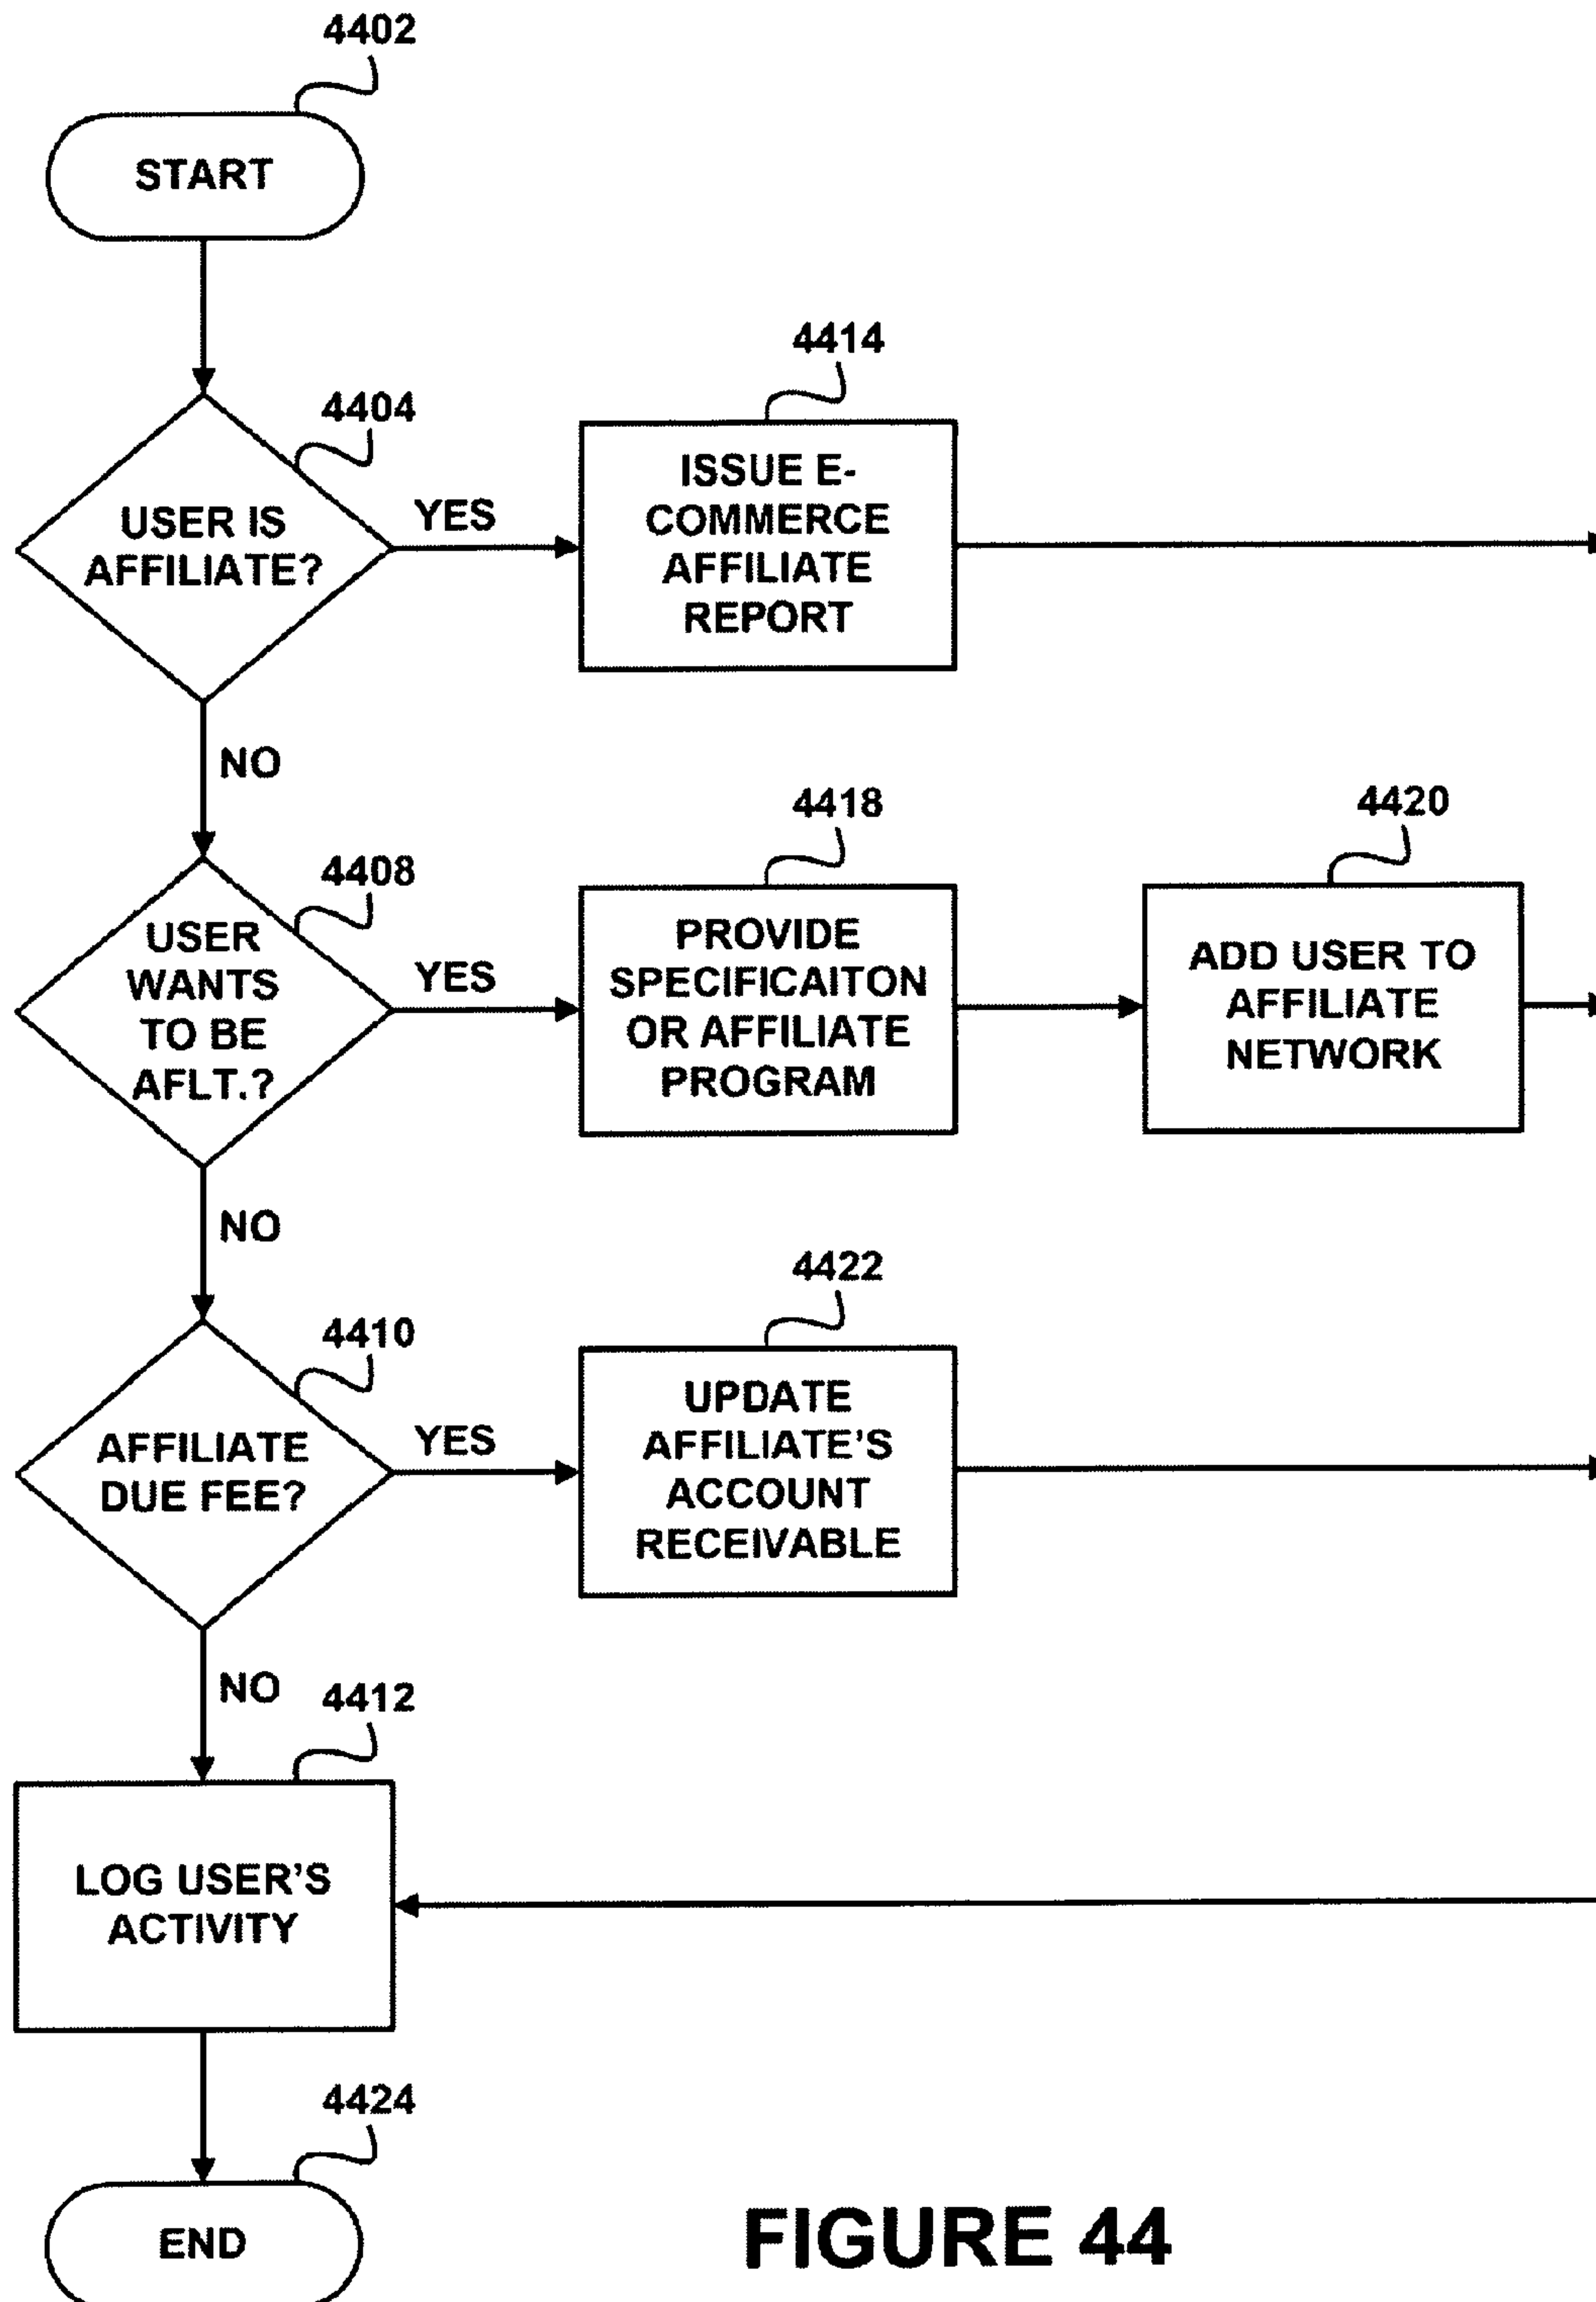 4402
START
4404
USER IS
AFFILIATE?
YES
4414
ISSUE E-
COMMERCE
AFFILIATE
REPORT
NO
4408
USER
WANTS
TO BE
AFLT.?
YES
4418
PROVIDE
SPECIFICAITON
OR AFFILIATE
PROGRAM
4420
ADD USER TO
AFFILIATE
NETWORK
NO
4410
AFFILIATE
DUE FEE?
YES
4422
UPDATE
AFFILIATE'S
ACCOUNT
RECEIVABLE
NO
4412
LOG USER'S
ACTIVITY
4424
END
FIGURE 44